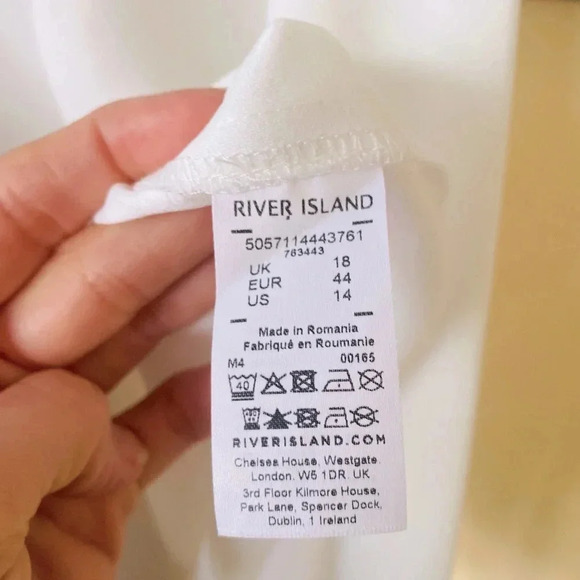 RIVER ISLAND
5057114443761
783443
UK 18
EUR 44
US 14
Made in Romania
Fabriqué en Roumanie
M4 00165
40
RIVERISLAND.COM
Chelsea House, Westgate,
London. W5 1DR. UK
3rd Floor Kilmore House,
Park Lane, Spencer Dock,
Dublin, 1 Ireland